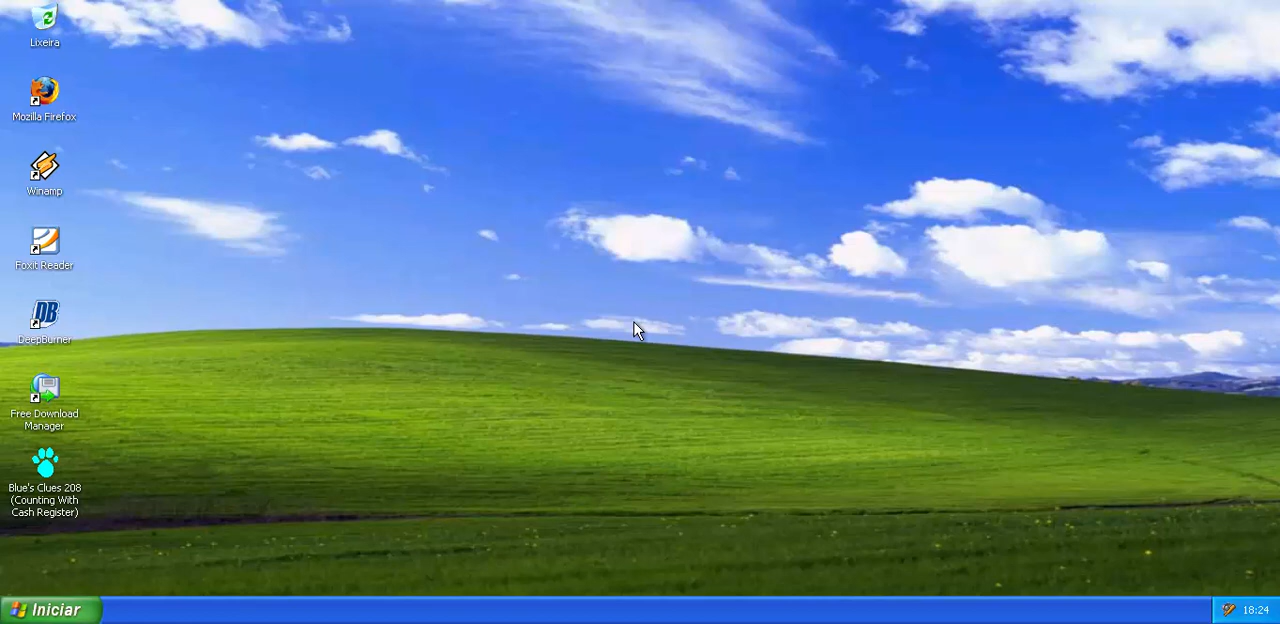 Lixeira
Mozilla Firefox
Winamp
Foxit Reader
DB
DeepBurner
Free Download
Manager
Blue's Clues 208
(Counting With
Cash Register)
Iniciar
18:24